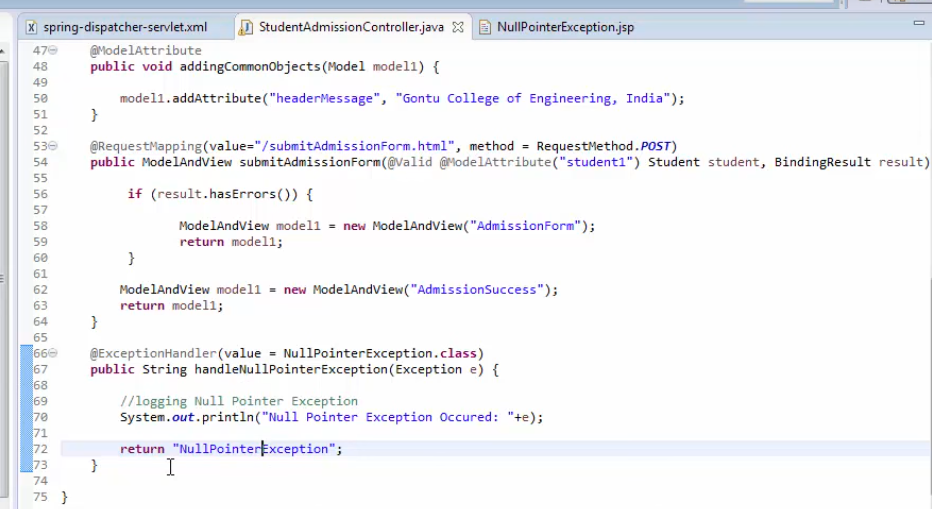 spring-dispatcher-servlet.xml StudentAdmissionController.java NullPointerException.jsp
47 @ModelAttribute
48 public void addingCommonObjects(Model model1) {
49
50 model1.addAttribute("headerMessage", "Gontu College of Engineering, India");
51 }
52
53 @RequestMapping(value="/submitAdmissionForm.html", method = RequestMethod.POST)
54 public ModelAndView submitAdmissionForm(@Valid @ModelAttribute("student1") Student student, BindingResult result)
55
56 if (result.hasErrors()) {
57
58 ModelAndView model1 = new ModelAndView("AdmissionForm");
59 return model1;
60 }
61
62 ModelAndView model1 = new ModelAndView("AdmissionSuccess");
63 return model1;
64 }
65
66 @ExceptionHandler(value = NullPointerException.class)
67 public String handleNullPointerException(Exception e) {
68
69 //logging Null Pointer Exception
70 System.out.println("Null Pointer Exception Occured: "+e);
71
72 return "NullPointerException";
73 }
74
75 }